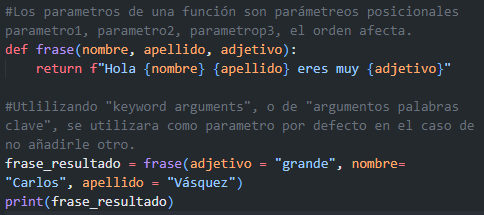 #Los parametros de una función son parámetros posicionales
parametro1, parametro2, parametrop3, el orden afecta.
def frase(nombre, apellido, adjetivo):
    return f"Hola {nombre} {apellido} eres muy {adjetivo}"

#Utlilizando "keyword arguments", o de "argumentos palabras
clave", se utilizara como parametro por defecto en el caso de
no añadirle otro.
frase_resultado = frase(adjetivo = "grande", nombre=
"Carlos", apellido = "Vásquez")
print(frase_resultado)